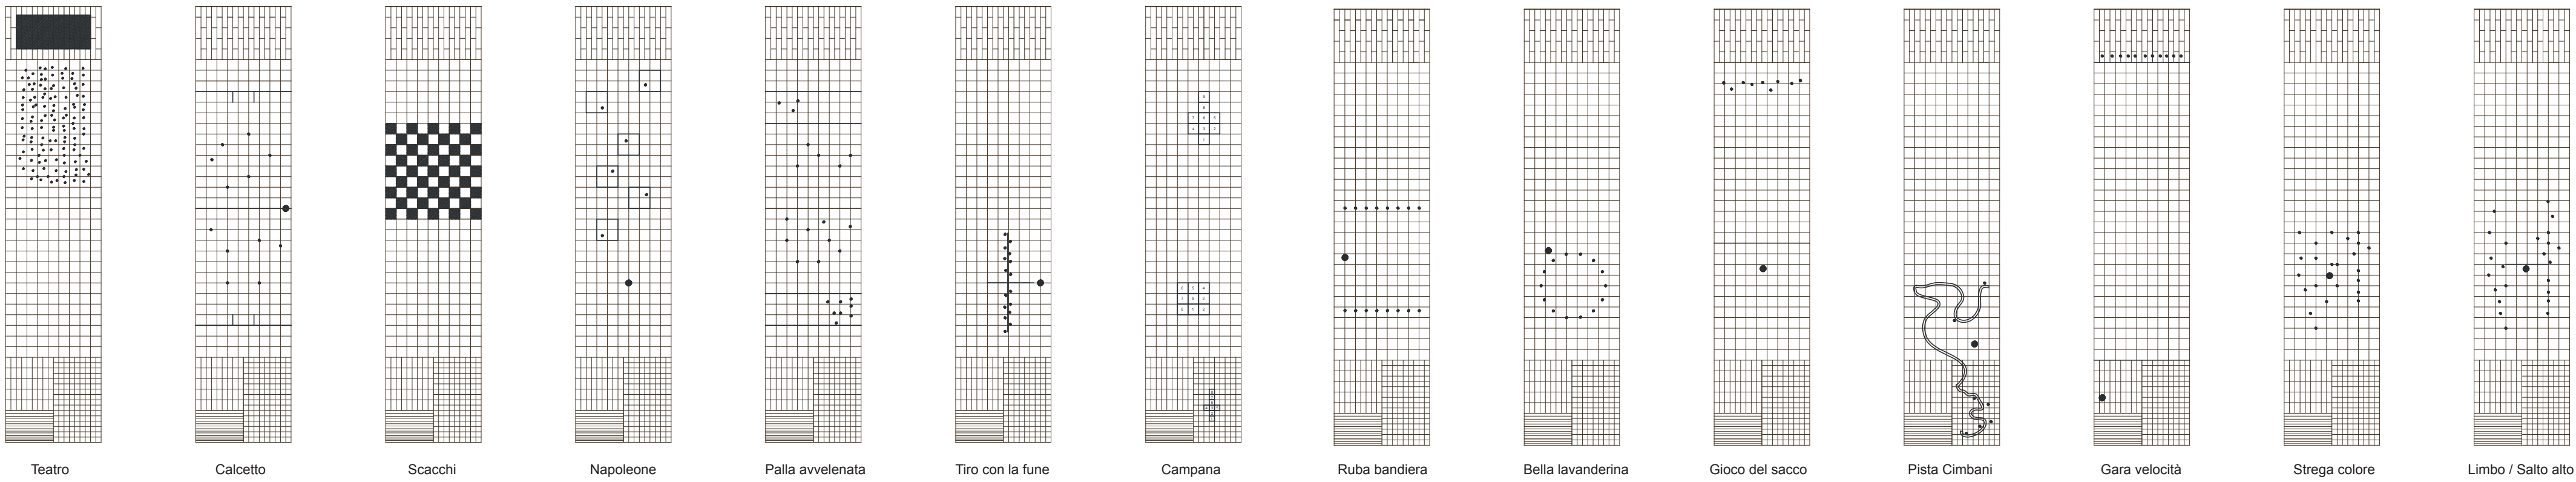 Teatro
Calcetto
Scacchi
Napoleone
Palla avvelenata
Tiro con la fune
Campana
Ruba bandiera
Bella lavanderina
Gioco del sacco
Pista Cimbani
Gara velocità
Strega colore
Limbo / Salto alto